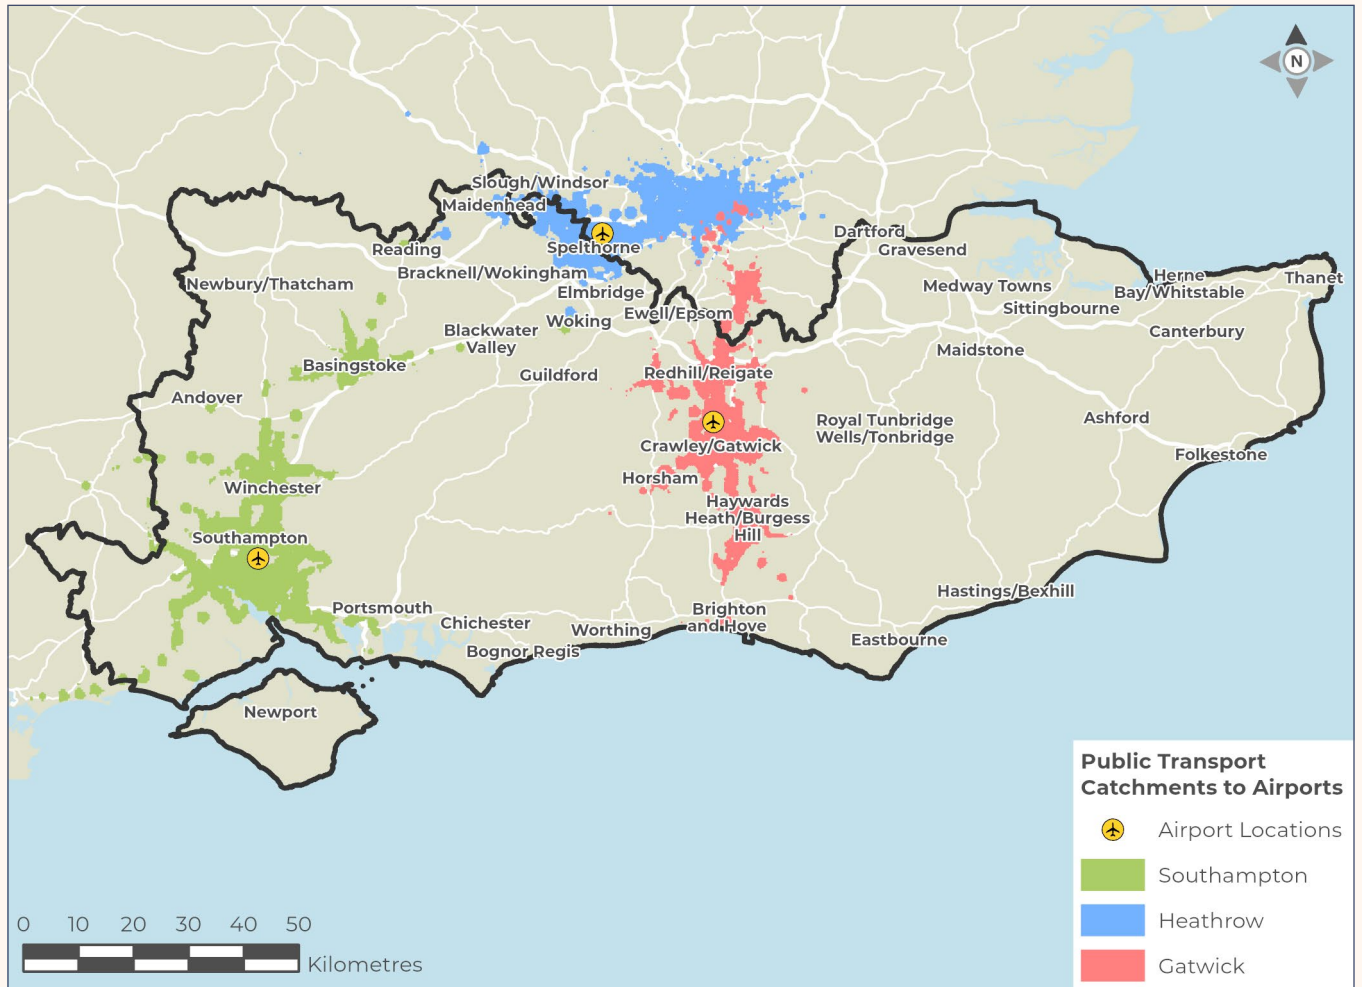 N
Slough/Windsor
Maidenhead
Reading
Spelthorne
Dartford
Gravesend
Bracknell/Wokingham
Newbury/Thatcham
Elmbridge
Medway Towns
Herne
Bay/Whitstable
Thanet
Sittingbourne
Ewell/Epsom
Woking
Blackwater
Valley
Canterbury
Maidstone
Basingstoke
Guildford
Redhill/Reigate
Andover
Royal Tunbridge
Wells/Tonbridge
Ashford
Crawley/Gatwick
Folkestone
Horsham
Winchester
Haywards
Heath/Burgess
Hill
Southampton
Hastings/Bexhill
Portsmouth
Chichester
Worthing
Brighton
and Hove
Eastbourne
Bognor Regis
Newport
Public Transport
Catchments to Airports
Airport Locations
Southampton
Heathrow
Gatwick
0 10 20 30 40 50
Kilometres